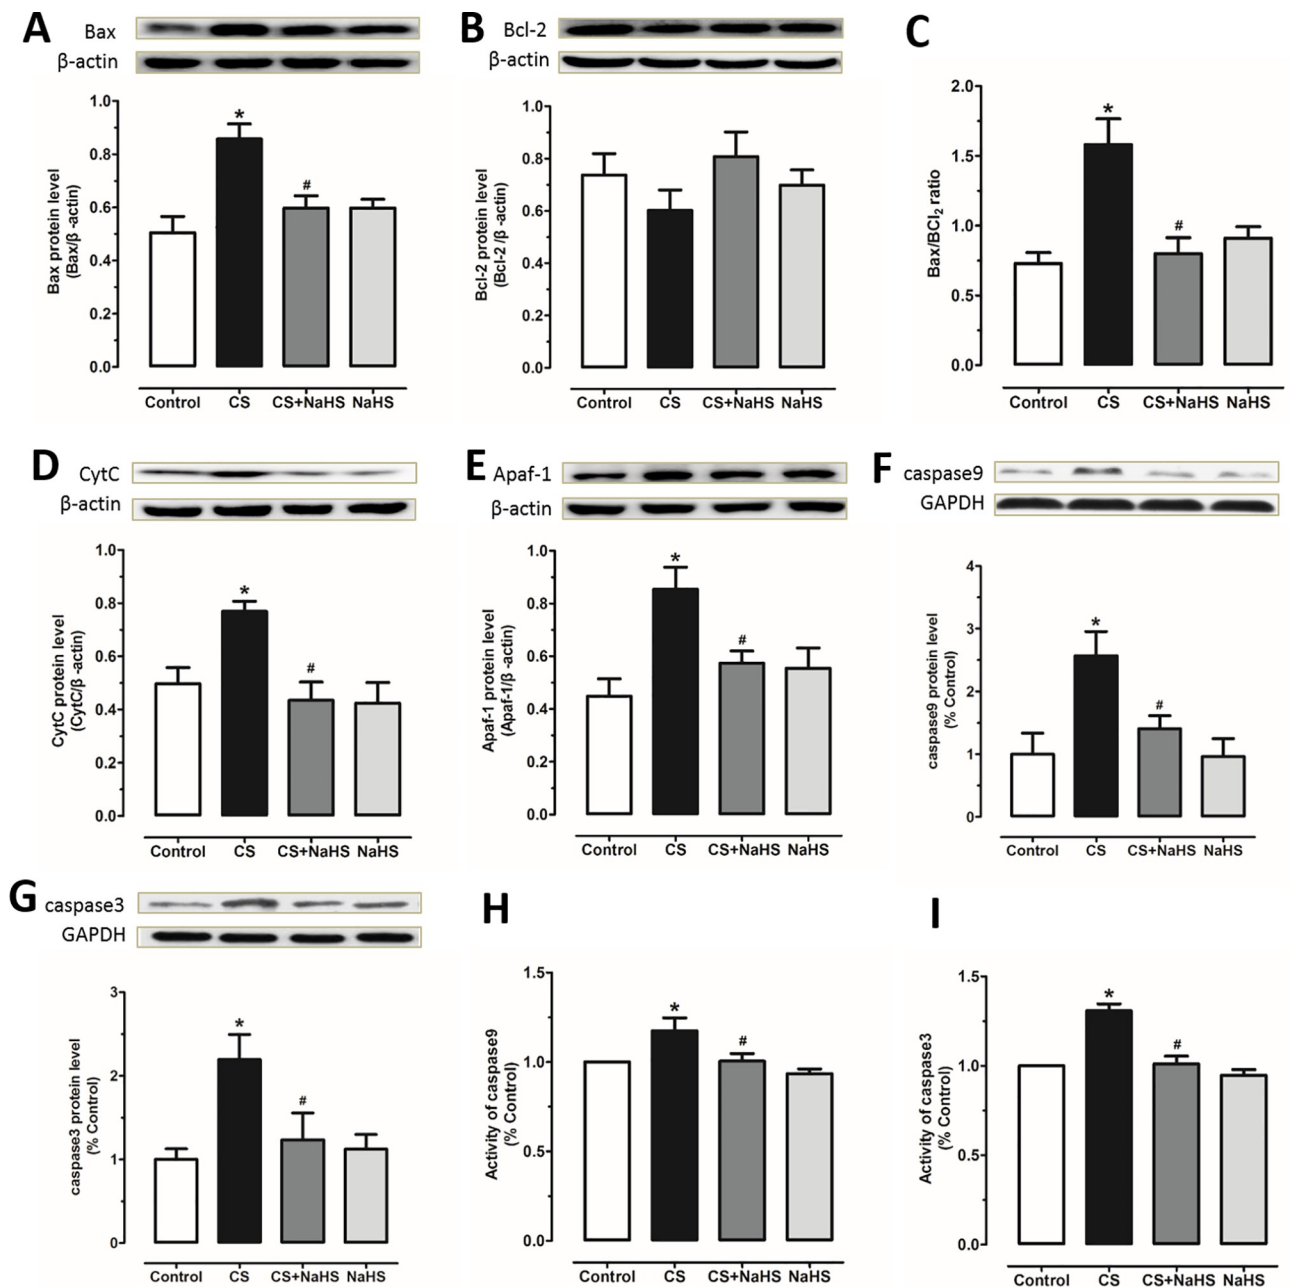 A
Bax
β-actin
1.0
0.8
0.6
0.4
0.2
0.0
Bax protein level
(Bax/β -actin)
*
#
Control CS CS+NaHS NaHS
B
Bcl-2
β-actin
1.0
0.8
0.6
0.4
0.2
0.0
Bcl-2 protein level
(Bcl-2 /β -actin)
Control CS CS+NaHS NaHS
C
2.0
1.5
1.0
0.5
0.0
Bax/BCl₂ ratio
*
#
Control CS CS+NaHS NaHS
D
CytC
β-actin
1.0
0.8
0.6
0.4
0.2
0.0
CytC protein level
(CytC/β -actin)
*
#
Control CS CS+NaHS NaHS
E
Apaf-1
β-actin
1.0
0.8
0.6
0.4
0.2
0.0
Apaf-1 protein level
(Apaf-1/β -actin)
*
#
Control CS CS+NaHS NaHS
F
caspase9
GAPDH
4
3
2
1
0
caspase9 protein level
(% Control)
*
#
Control CS CS+NaHS NaHS
G
caspase3
GAPDH
3
2
1
0
caspase3 protein level
(% Control)
*
#
Control CS CS+NaHS NaHS
H
1.5
1.0
0.5
0.0
Activity of caspase9
(% Control)
*
#
Control CS CS+NaHS NaHS
I
1.5
1.0
0.5
0.0
Activity of caspase3
(% Control)
*
#
Control CS CS+NaHS NaHS